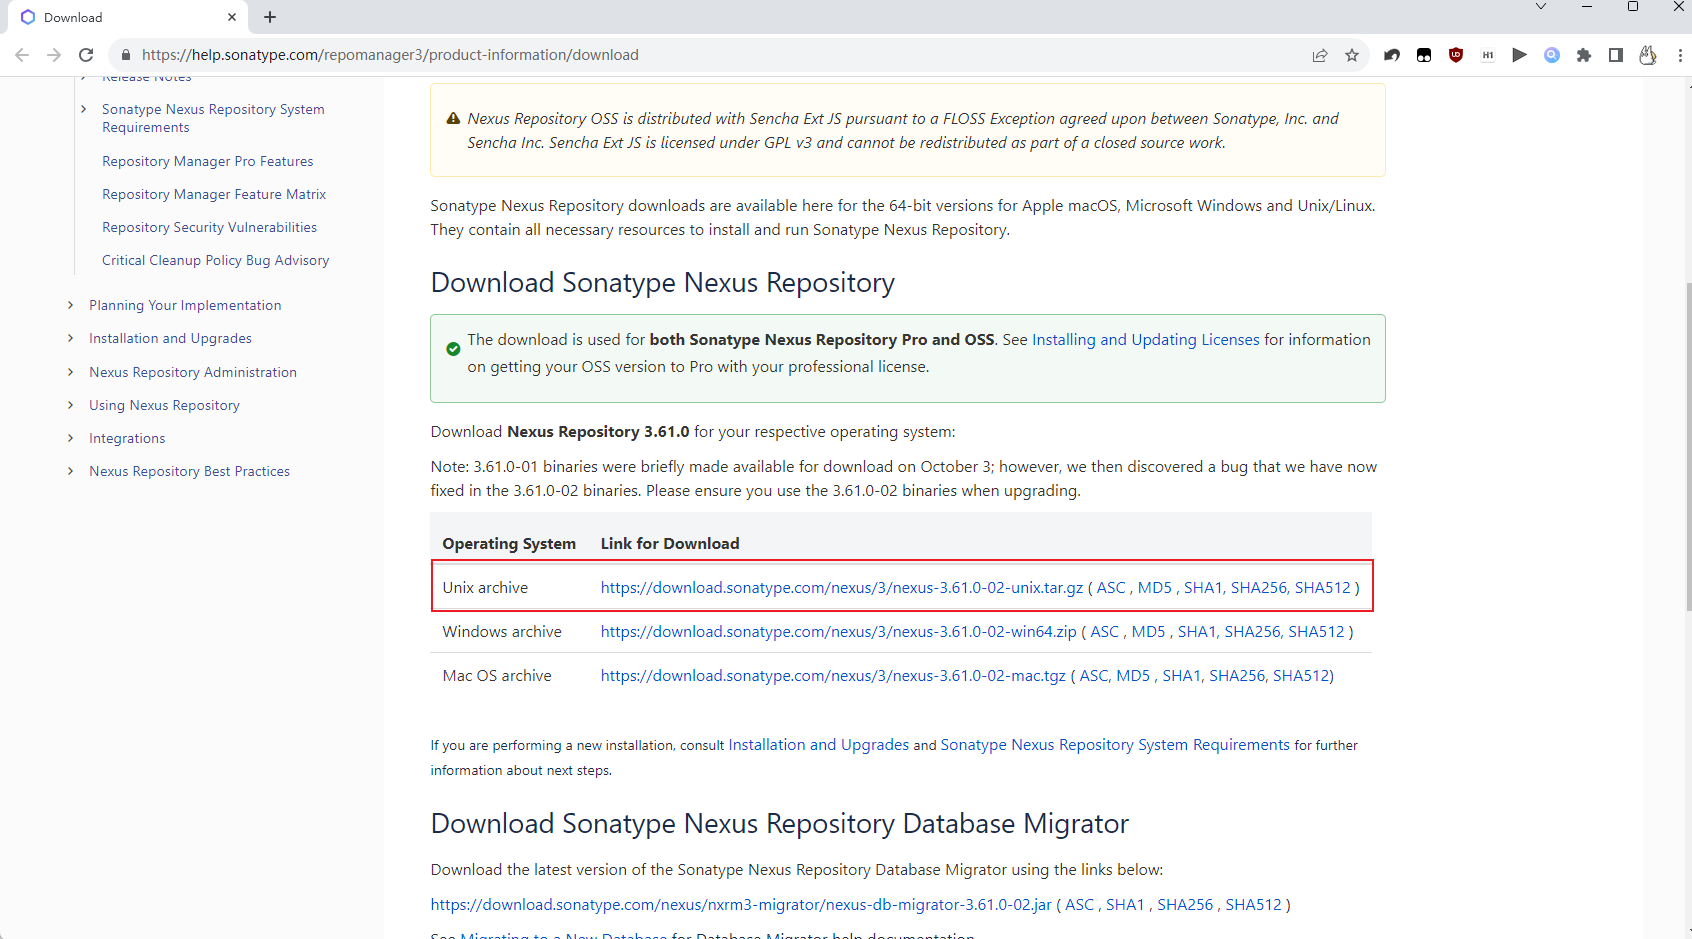 Download
https://help.sonatype.com/repomanager3/product-information/download
H1
Release Notes
Sonatype Nexus Repository System
Requirements
Repository Manager Pro Features
Repository Manager Feature Matrix
Repository Security Vulnerabilities
Critical Cleanup Policy Bug Advisory
Planning Your Implementation
Installation and Upgrades
Nexus Repository Administration
Using Nexus Repository
Integrations
Nexus Repository Best Practices
Nexus Repository OSS is distributed with Sencha Ext JS pursuant to a FLOSS Exception agreed upon between Sonatype, Inc. and
Sencha Inc. Sencha Ext JS is licensed under GPL v3 and cannot be redistributed as part of a closed source work.
Sonatype Nexus Repository downloads are available here for the 64-bit versions for Apple macOS, Microsoft Windows and Unix/Linux.
They contain all necessary resources to install and run Sonatype Nexus Repository.
Download Sonatype Nexus Repository
The download is used for both Sonatype Nexus Repository Pro and OSS. See Installing and Updating Licenses for information
on getting your OSS version to Pro with your professional license.
Download Nexus Repository 3.61.0 for your respective operating system:
Note: 3.61.0-01 binaries were briefly made available for download on October 3; however, we then discovered a bug that we have now
fixed in the 3.61.0-02 binaries. Please ensure you use the 3.61.0-02 binaries when upgrading.
Operating System Link for Download
Unix archive https://download.sonatype.com/nexus/3/nexus-3.61.0-02-unix.tar.gz ( ASC , MD5 , SHA1, SHA256, SHA512 )
Windows archive https://download.sonatype.com/nexus/3/nexus-3.61.0-02-win64.zip ( ASC , MD5 , SHA1, SHA256, SHA512 )
Mac OS archive https://download.sonatype.com/nexus/3/nexus-3.61.0-02-mac.tgz ( ASC, MD5 , SHA1, SHA256, SHA512)
If you are performing a new installation, consult Installation and Upgrades and Sonatype Nexus Repository System Requirements for further
information about next steps.
Download Sonatype Nexus Repository Database Migrator
Download the latest version of the Sonatype Nexus Repository Database Migrator using the links below:
https://download.sonatype.com/nexus/nxrm3-migrator/nexus-db-migrator-3.61.0-02.jar ( ASC , SHA1 , SHA256 , SHA512 )
See Migrating to a New Database for Database Migrator help documentation